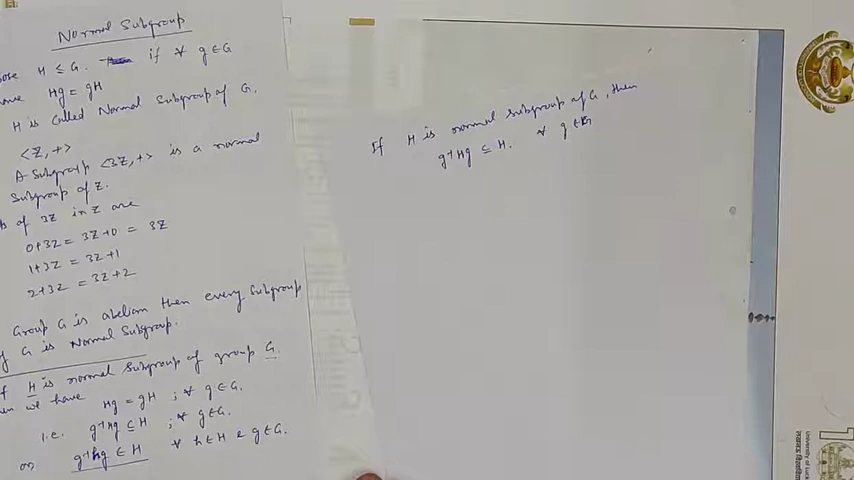 Normal Subgroup
H ≤ G. if ∀ g ∈ G
Hg = gH
H is called Normal Subgroup of G.
<Z, +>
A Subgroup <3Z, +> is a normal
Subgroup of Z.
of 3Z in Z are
0+3Z = 3Z+0 = 3Z
1+3Z = 3Z+1
2+3Z = 3Z+2
Group G is abelian then every Subgroup
G is Normal Subgroup.
H is normal Subgroup of group G.
we have
Hg = gH ; ∀ g ∈ G.
i.e. g⁻¹Hg ⊆ H ; ∀ g ∈ G.
or g⁻¹hg ∈ H ∀ h ∈ H & g ∈ G.
If H is normal subgroup of G, then
g⁻¹Hg ⊆ H. ∀ g ∈ G